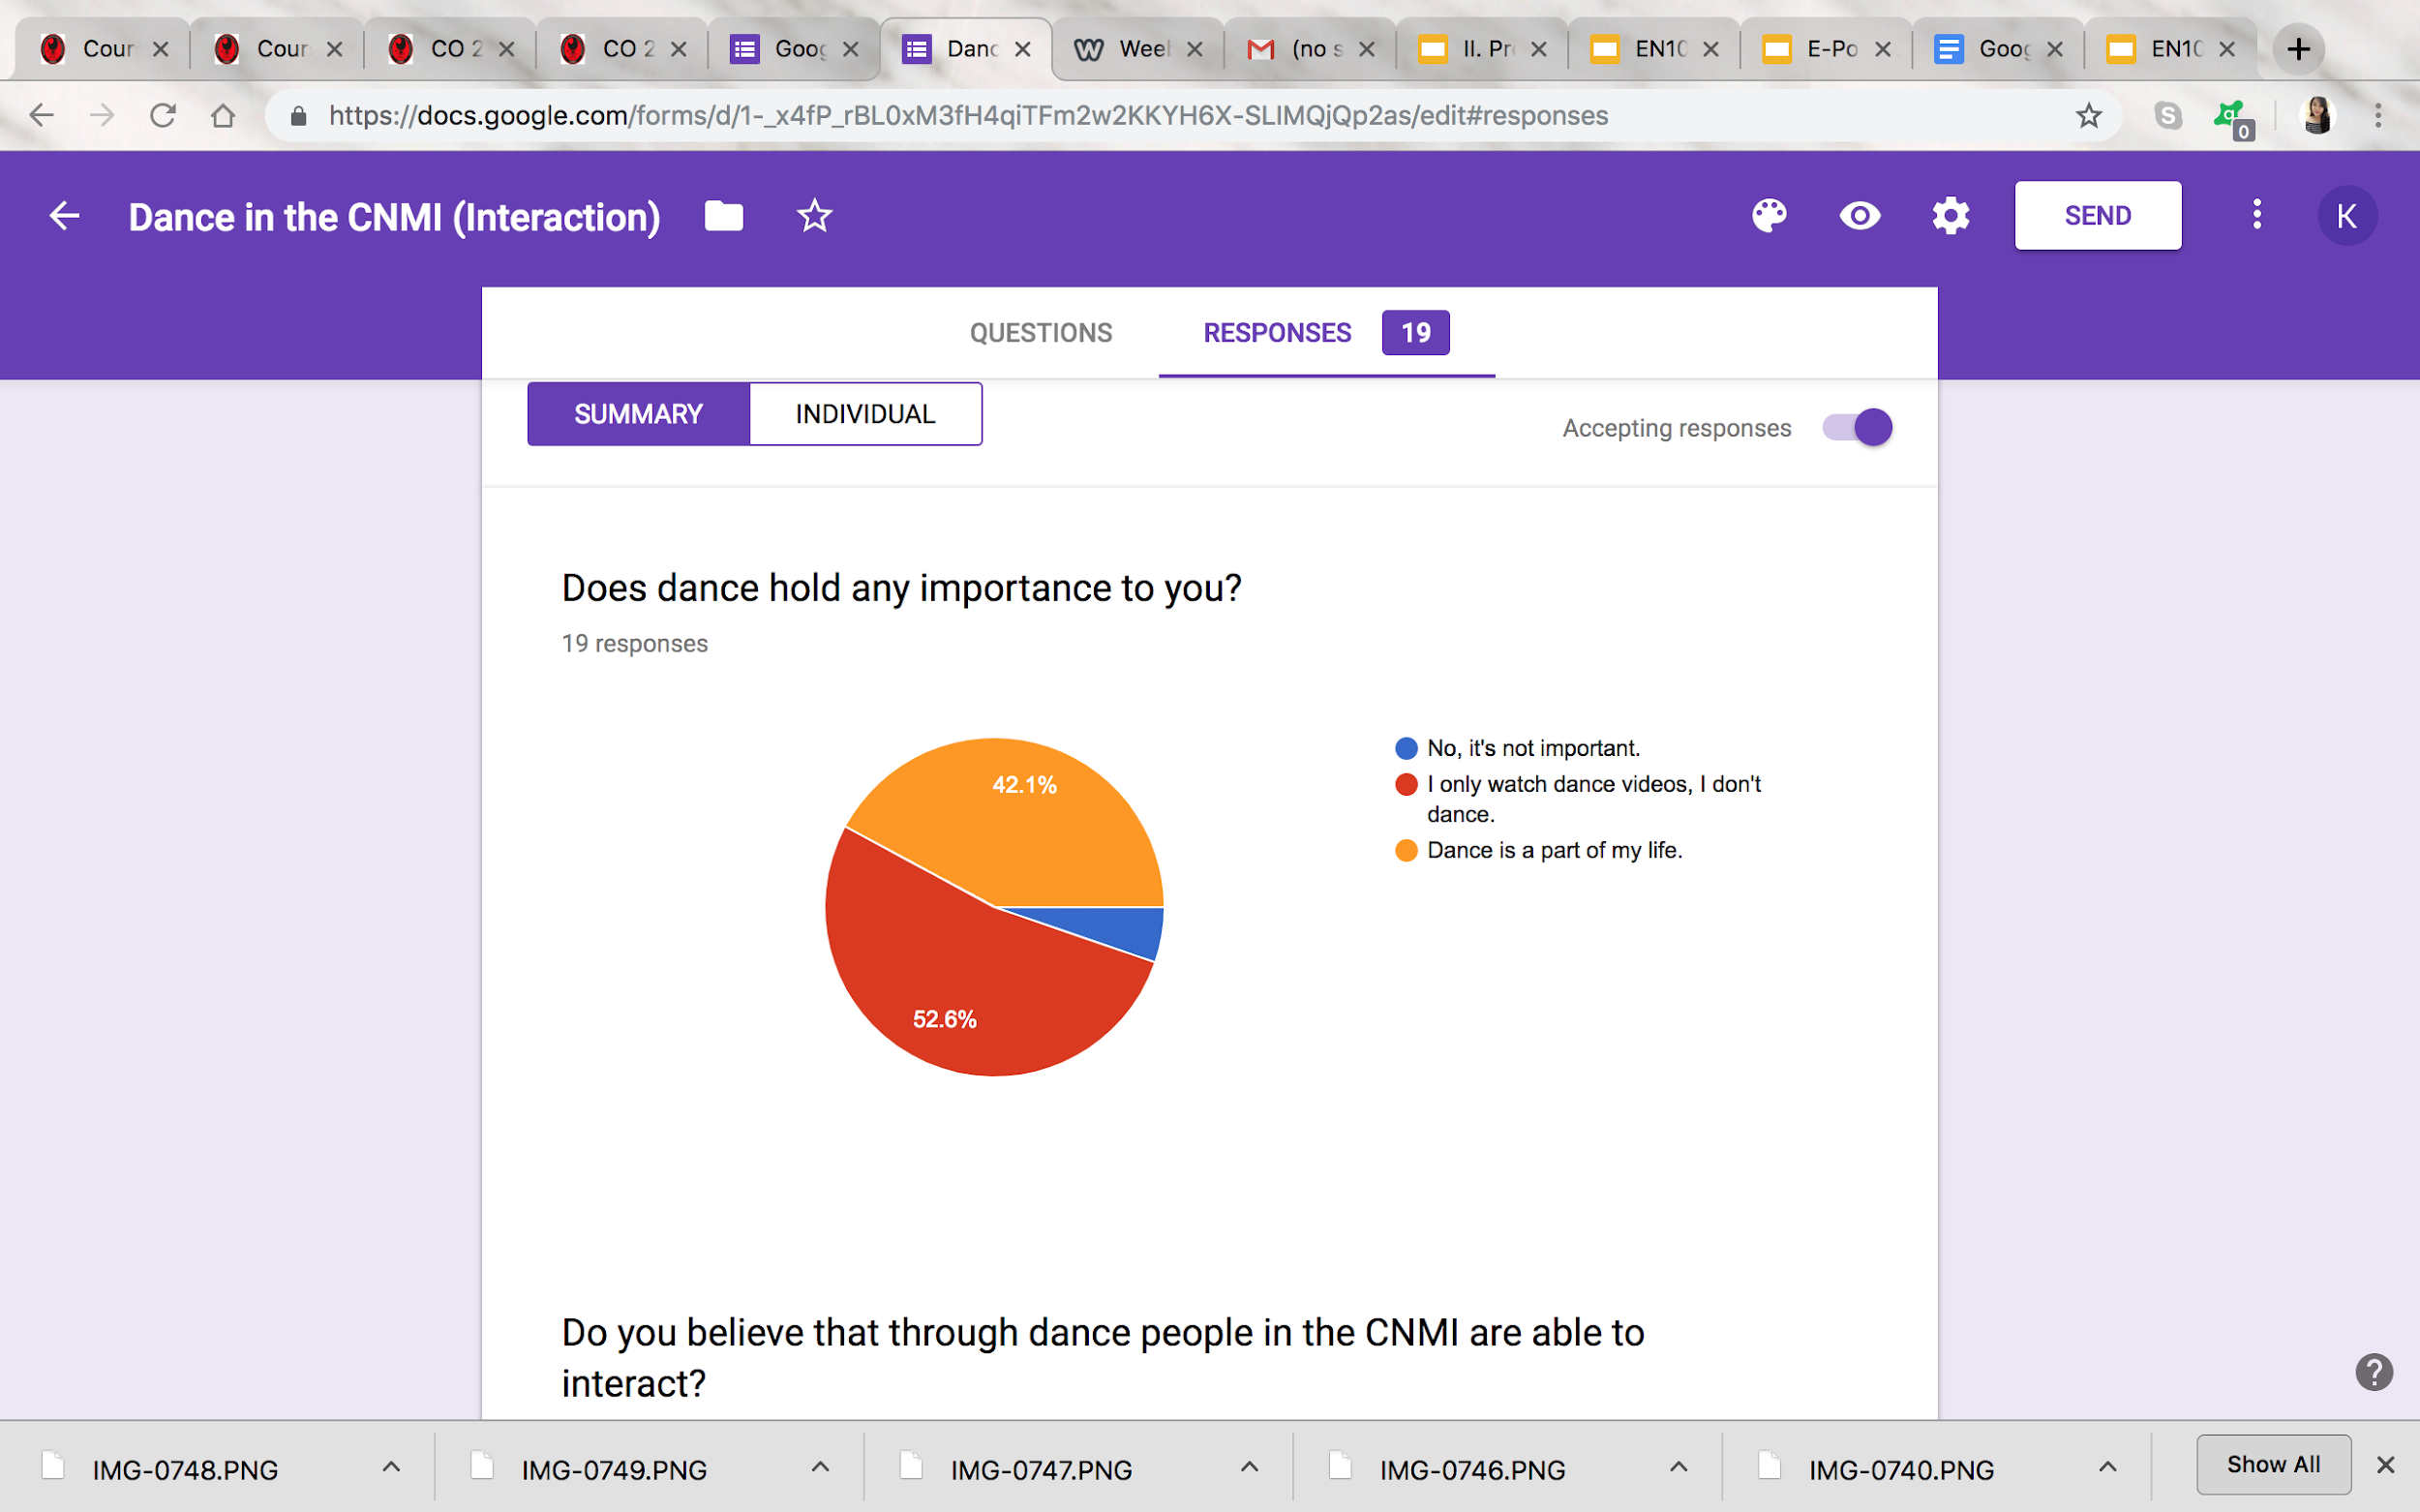 Cour Cour CO 2 CO 2 Goog Danc Weel (no s II. Pr EN10 E-Po Goog EN10
https://docs.google.com/forms/d/1-_x4fP_rBL0xM3fH4qiTFm2w2KKYH6X-SLIMQjQp2as/edit#responses
0
Dance in the CNMI (Interaction) SEND K
QUESTIONS RESPONSES 19
SUMMARY INDIVIDUAL Accepting responses
Does dance hold any importance to you?
19 responses
42.1%
52.6%
No, it's not important.
I only watch dance videos, I don't
dance.
Dance is a part of my life.
Do you believe that through dance people in the CNMI are able to
interact?
IMG-0748.PNG IMG-0749.PNG IMG-0747.PNG IMG-0746.PNG IMG-0740.PNG Show All